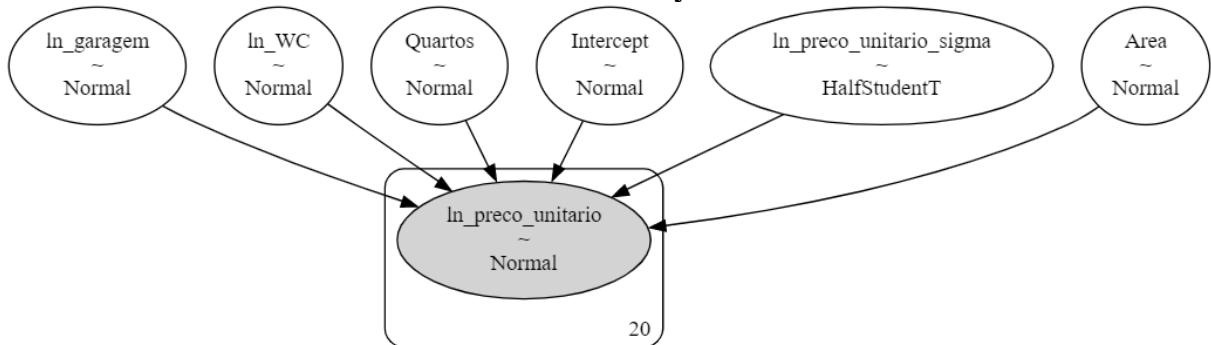 ln_garagem
~
Normal
ln_WC
~
Normal
Quartos
~
Normal
Intercept
~
Normal
ln_preco_unitario_sigma
~
HalfStudentT
Area
~
Normal
ln_preco_unitario
~
Normal
20